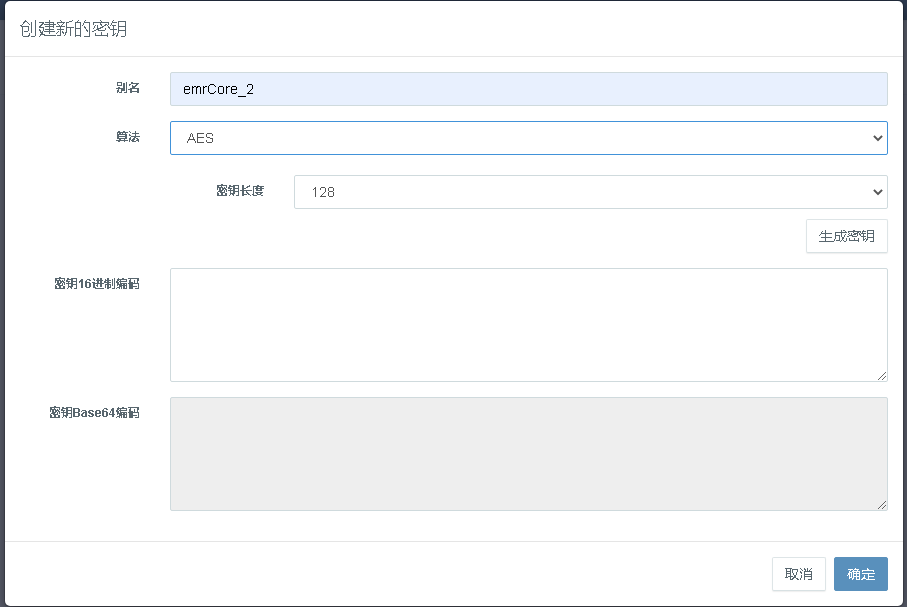 创建新的密钥
别名
emrCore_2
算法
AES
密钥长度
128
生成密钥
密钥16进制编码
密钥Base64编码
取消
确定